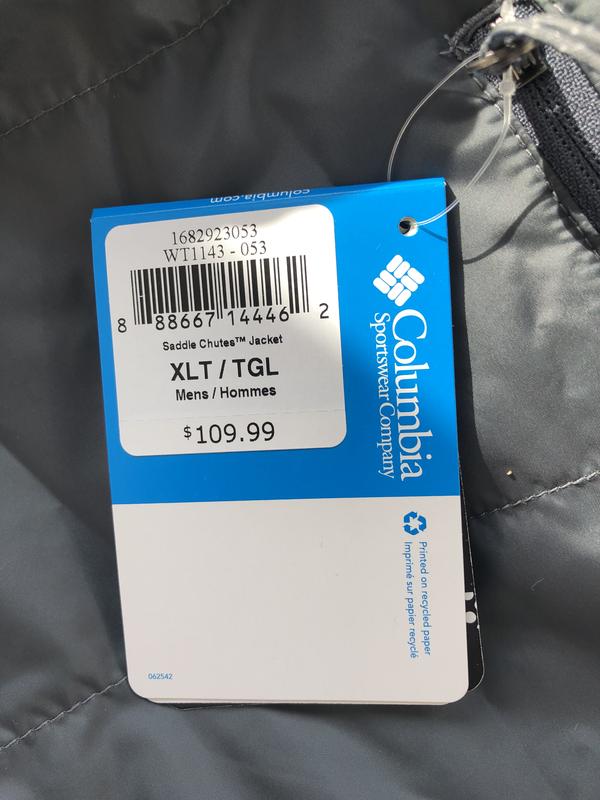 columbia.com
1682923053
WT1143 - 053
8 88667 14446 2
Saddle Chutes™ Jacket
XLT / TGL
Mens / Hommes
$109.99
Columbia
Sportswear Company
Printed on recycled paper
Imprimé sur papier recyclé
062542